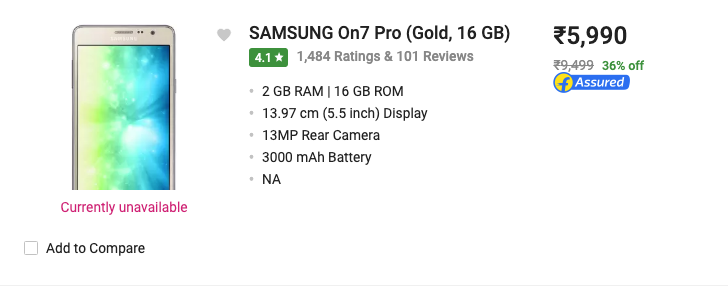 SAMSUNG On7 Pro (Gold, 16 GB)
4.1★ 1,484 Ratings & 101 Reviews
• 2 GB RAM | 16 GB ROM
• 13.97 cm (5.5 inch) Display
• 13MP Rear Camera
• 3000 mAh Battery
• NA
₹5,990
₹9,499 36% off
f Assured
SAMSUNG
Currently unavailable
Add to Compare